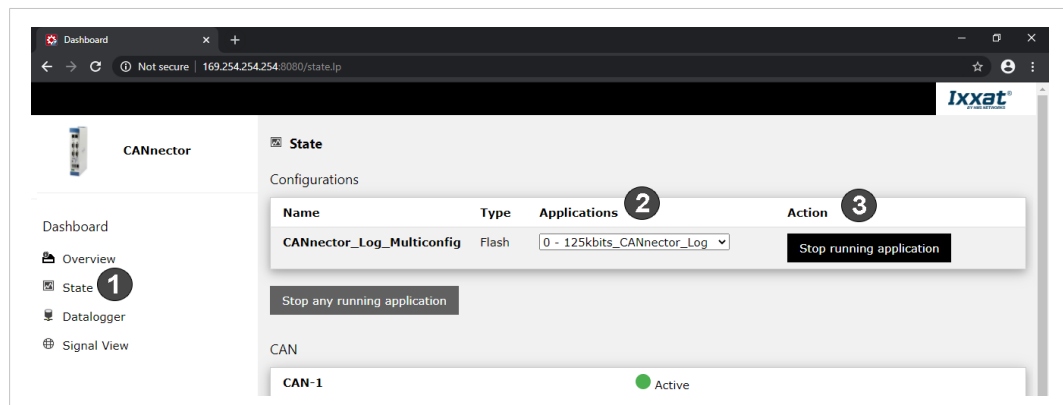 Dashboard
Not secure | 169.254.254.254:8080/state.lp
Ixxat®
BY HMS NETWORKS
CANnector
State
Configurations
Name Type Applications 2 Action 3
CANnector_Log_Multiconfig Flash 0 - 125kbits_CANnector_Log Stop running application
Stop any running application
CAN
CAN-1 Active
Dashboard
Overview
State 1
Datalogger
Signal View